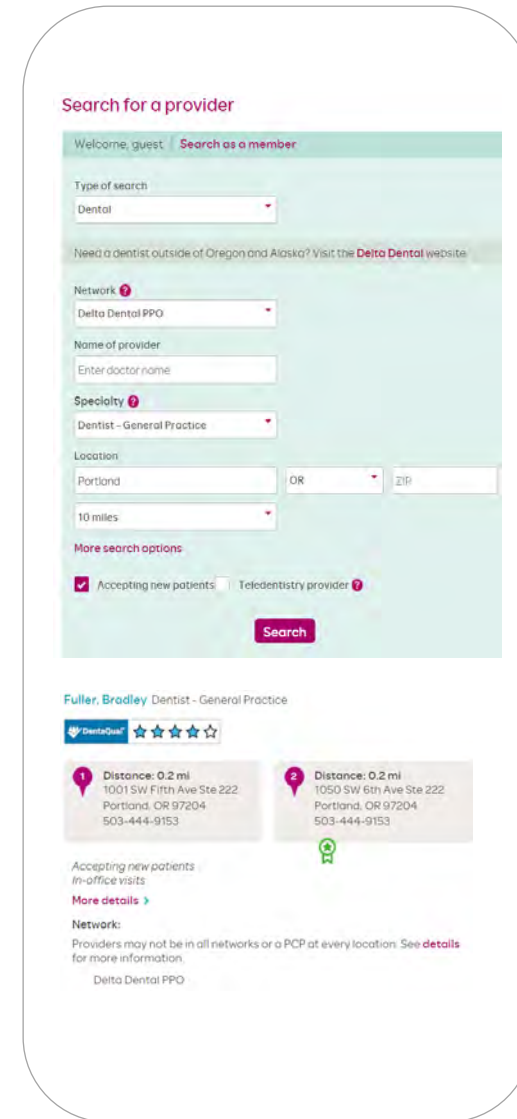 Search for a provider
Welcome, guest Search as a member
Type of search
Dental
Need a dentist outside of Oregon and Alaska? Visit the Delta Dental website
Network ?
Delta Dental PPO
Name of provider
Enter doctor name
Specialty ?
Dentist - General Practice
Location
Portland OR ZIP
10 miles
More search options
Accepting new patients Teledentistry provider ?
Search
Fuller, Bradley Dentist - General Practice
DentaQual
1 Distance: 0.2 mi
1001 SW Fifth Ave Ste 222
Portland, OR 97204
503-444-9153
2 Distance: 0.2 mi
1050 SW 6th Ave Ste 222
Portland, OR 97204
503-444-9153
Accepting new patients
In-office visits
More details >
Network:
Providers may not be in all networks or a PCP at every location. See details
for more information.
Delta Dental PPO